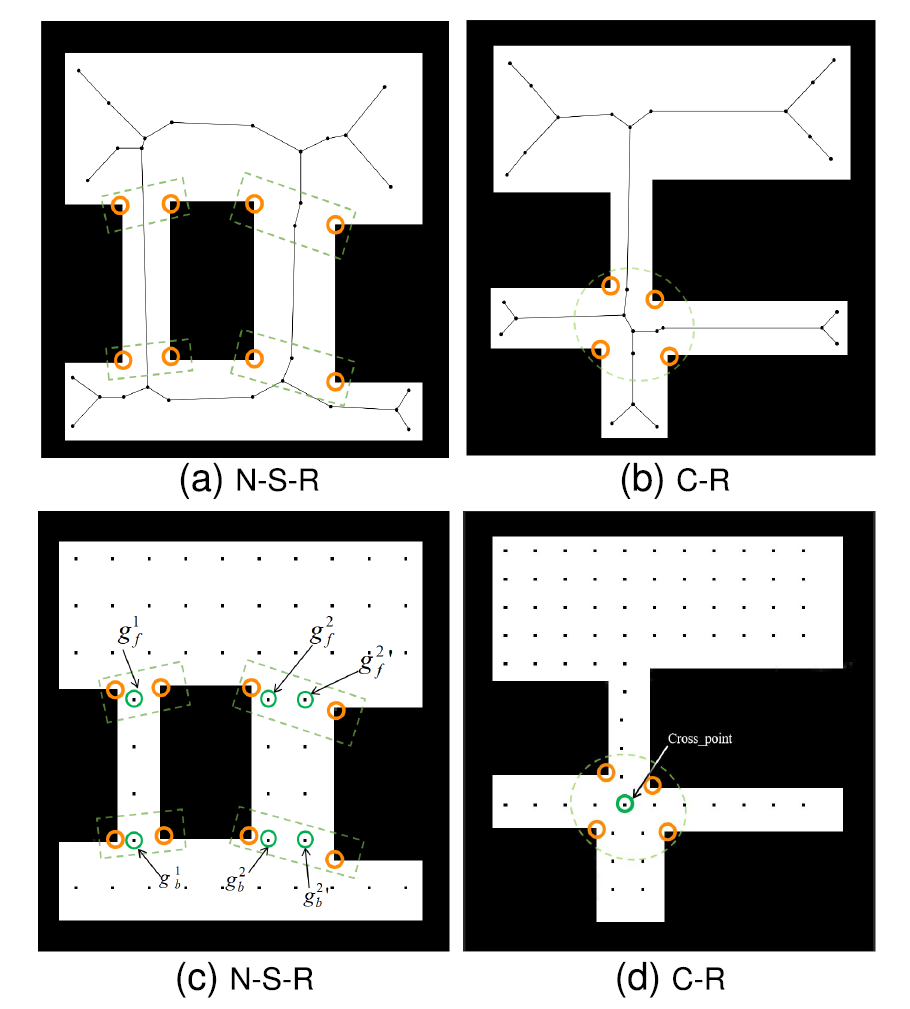 (a) N-S-R
(b) C-R
g_f^1
g_f^2
g_f^2'
g_b^1
g_b^2
g_b^2'
Cross_point
(c) N-S-R
(d) C-R